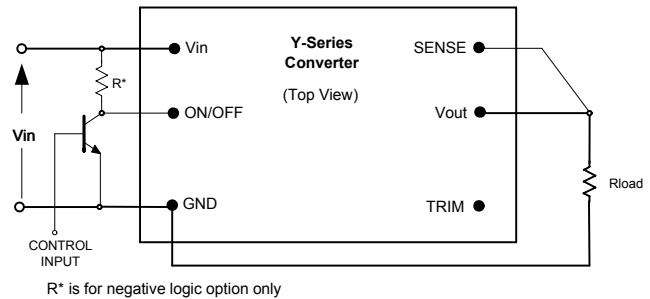 Y-Series
Converter
(Top View)
Vin
SENSE
R*
ON/OFF
Vout
Vin
Rload
GND
TRIM
CONTROL
INPUT
R* is for negative logic option only